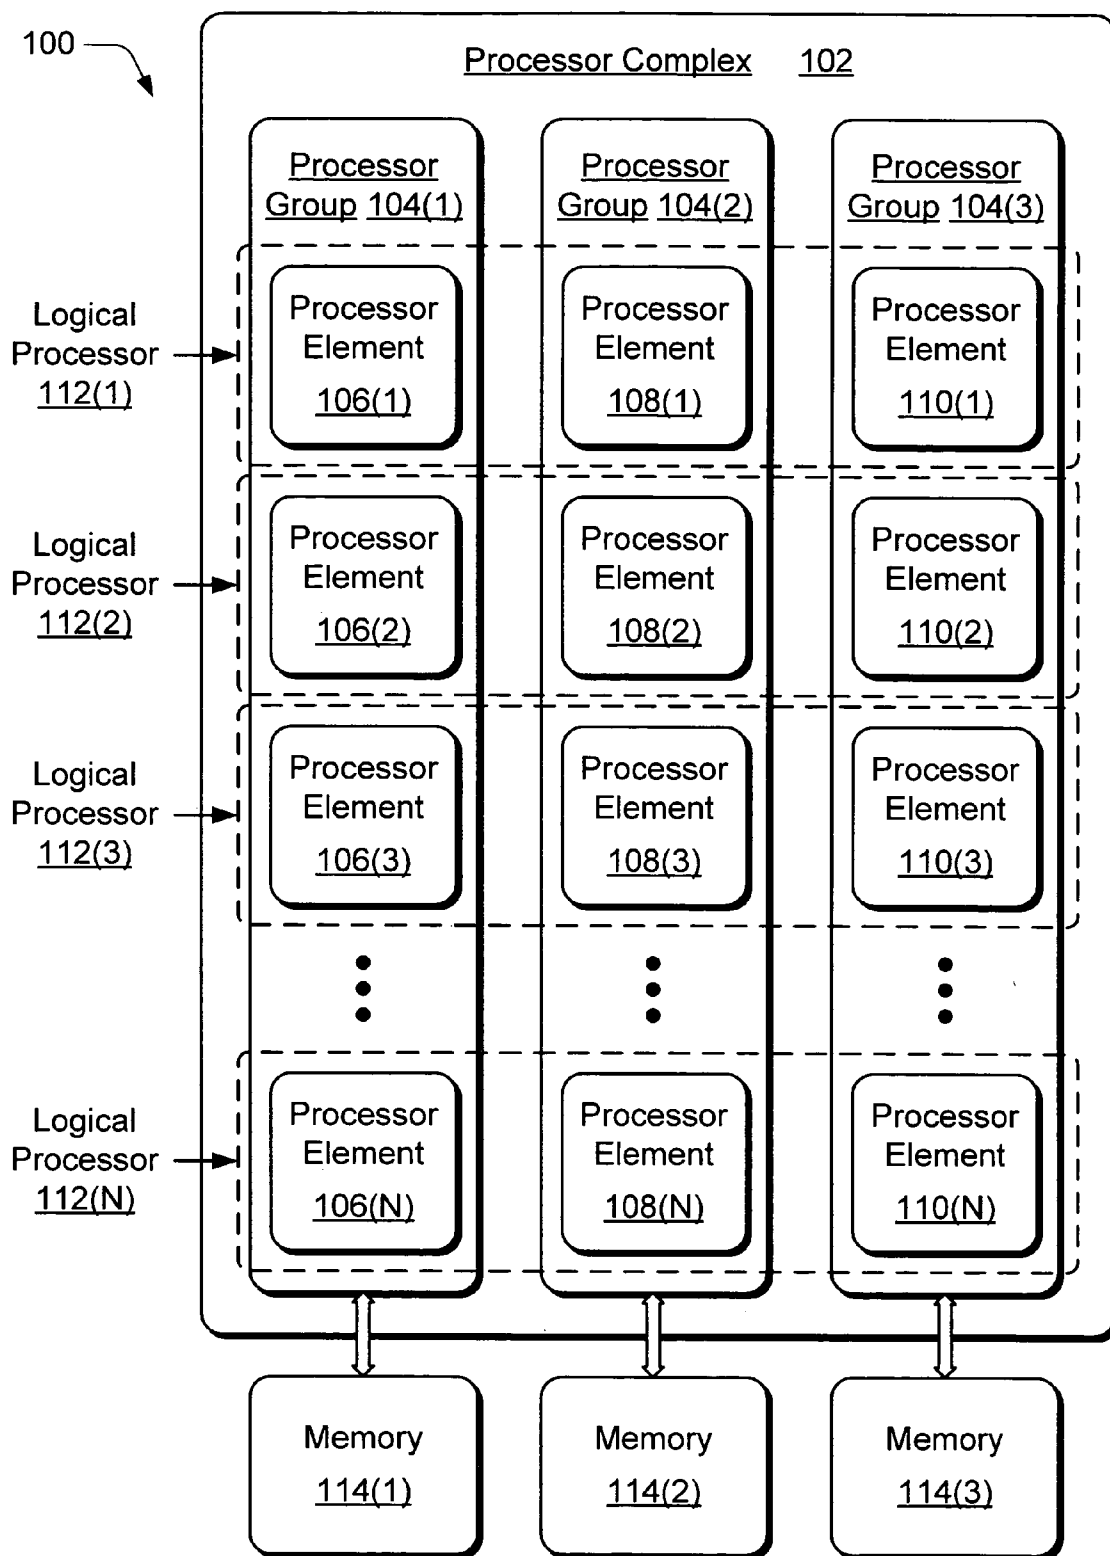 100
Processor Complex 102
Processor
Group 104(1)
Processor
Group 104(2)
Processor
Group 104(3)
Logical
Processor
112(1)
Processor
Element
106(1)
Processor
Element
108(1)
Processor
Element
110(1)
Logical
Processor
112(2)
Processor
Element
106(2)
Processor
Element
108(2)
Processor
Element
110(2)
Logical
Processor
112(3)
Processor
Element
106(3)
Processor
Element
108(3)
Processor
Element
110(3)
Logical
Processor
112(N)
Processor
Element
106(N)
Processor
Element
108(N)
Processor
Element
110(N)
Memory
114(1)
Memory
114(2)
Memory
114(3)